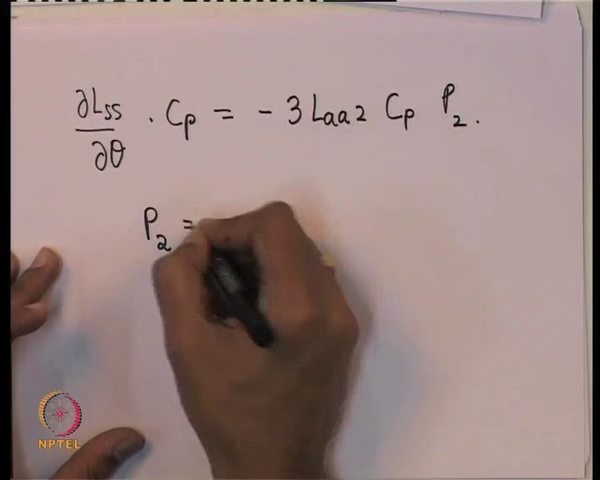 ∂Lss/∂θ · Cp = - 3 Laa2 Cp P2.
P2 =
NPTEL